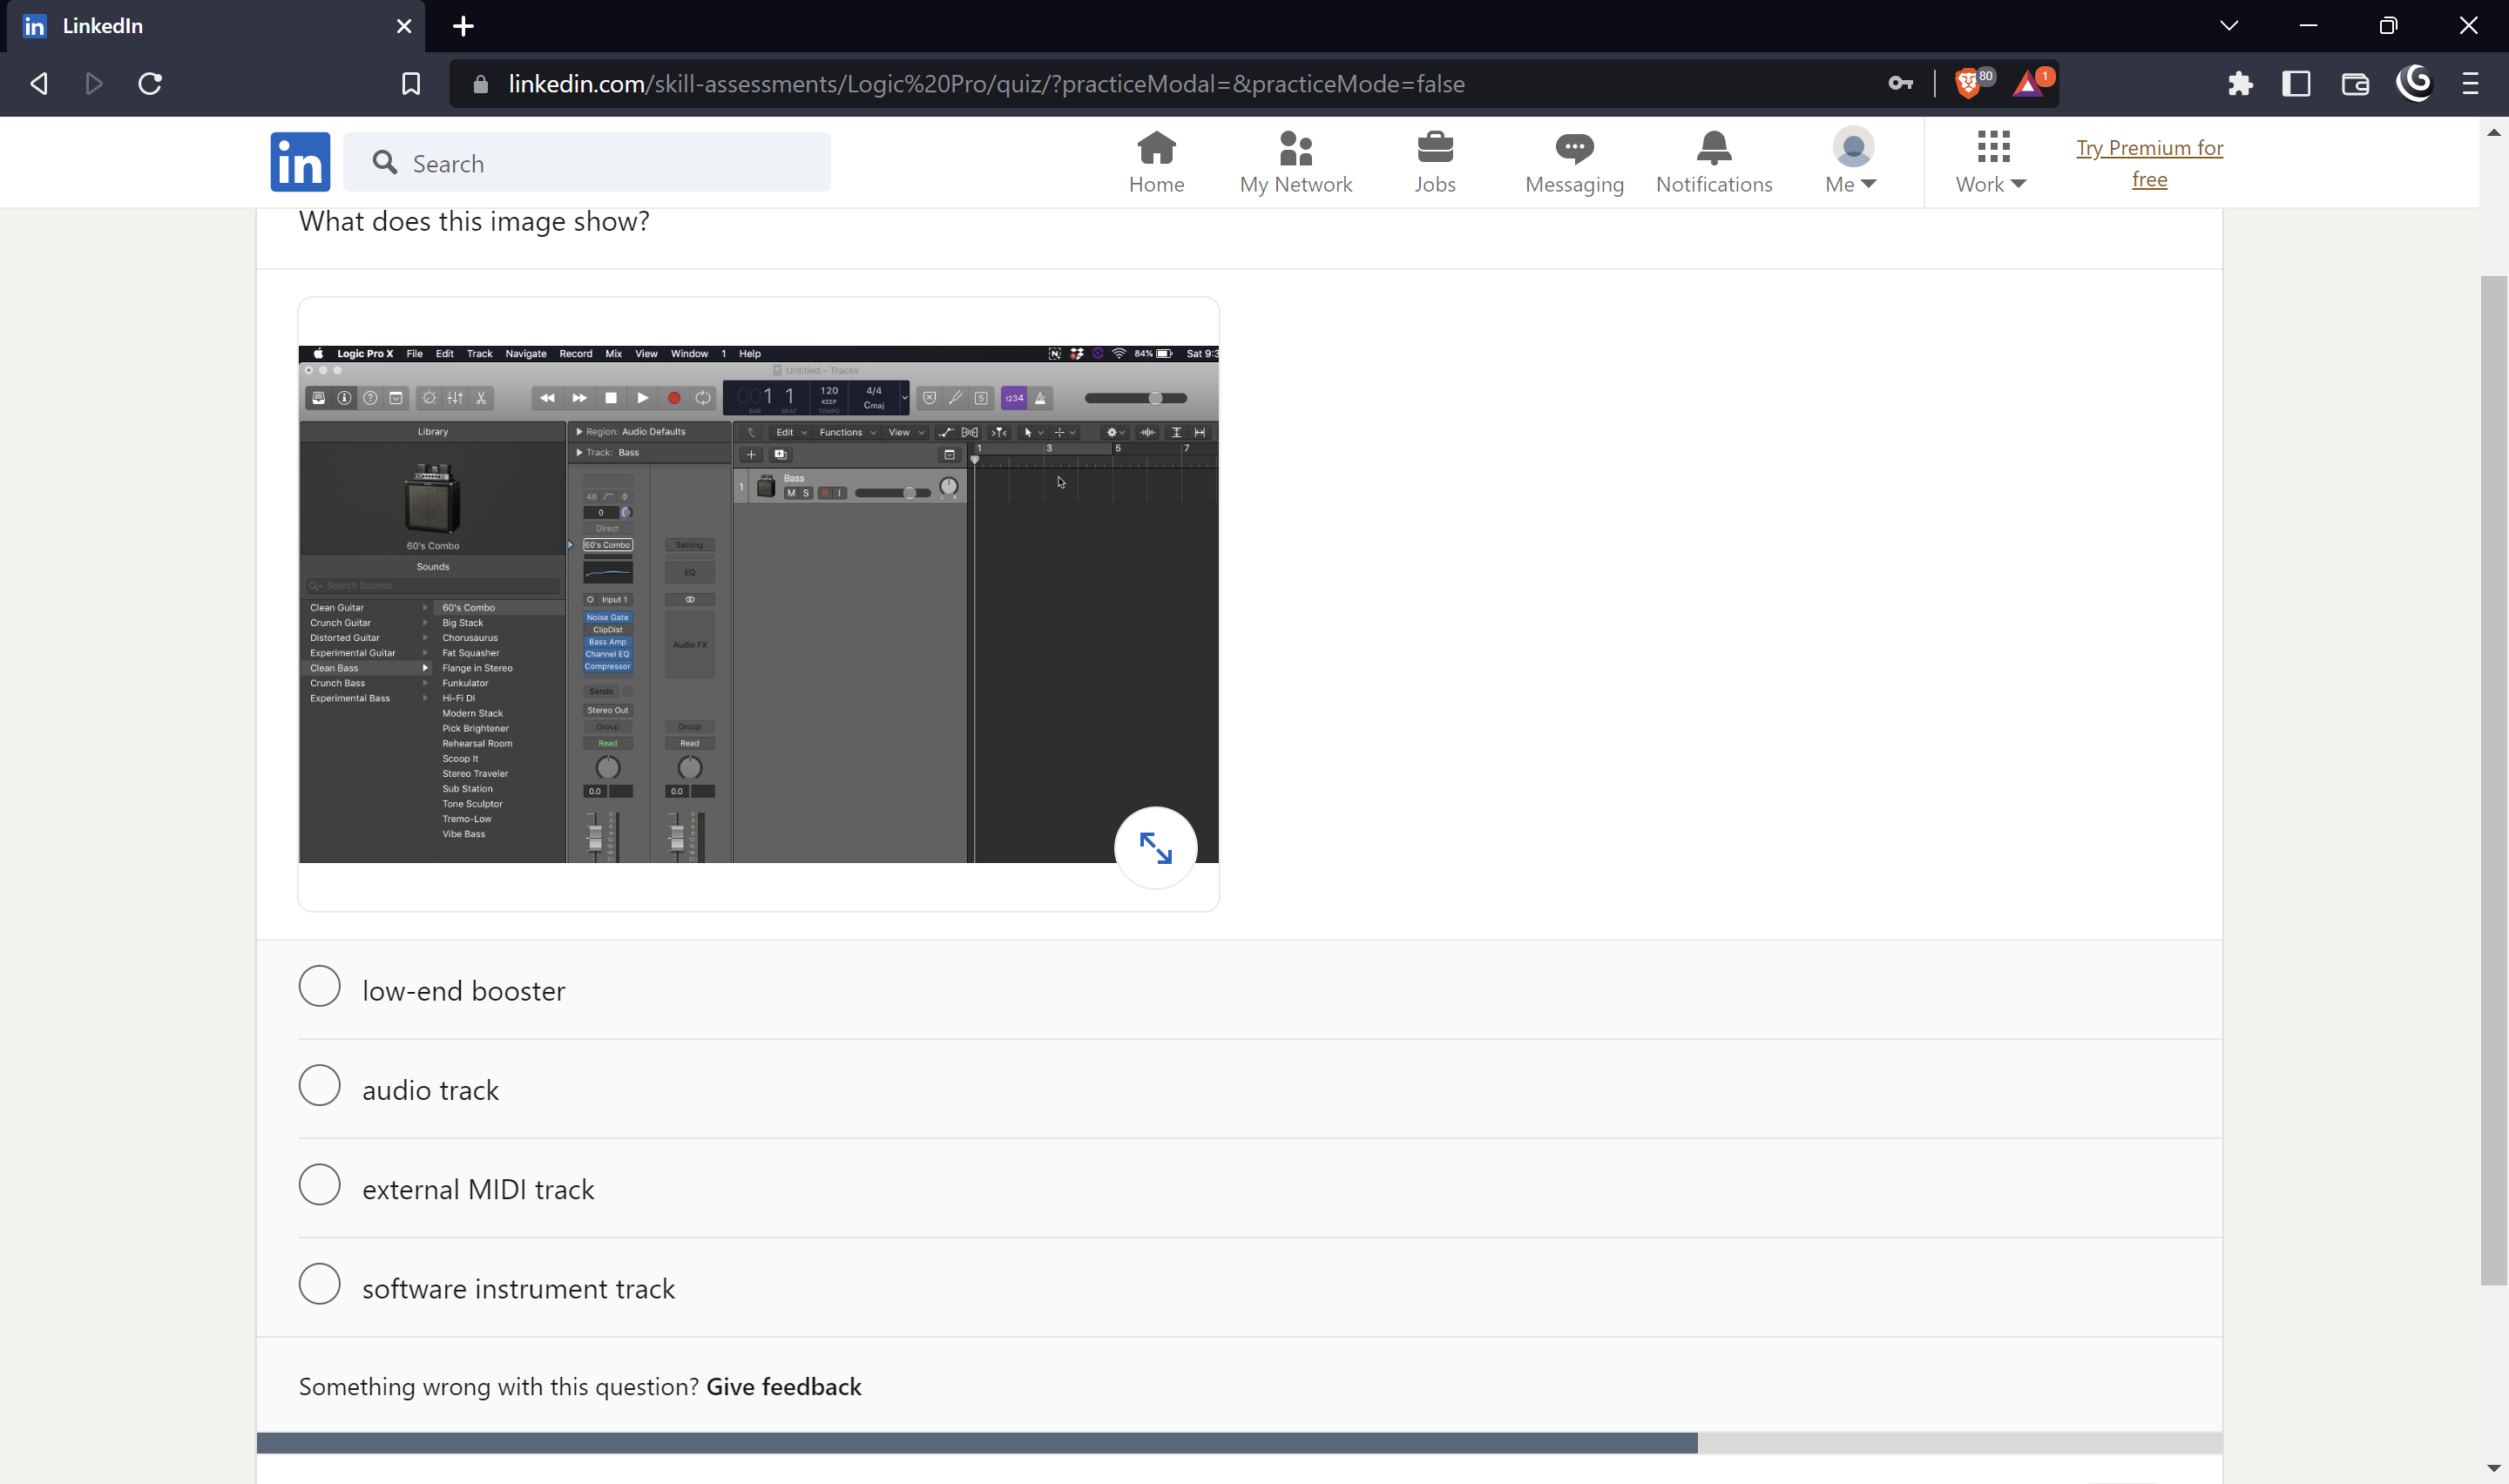 LinkedIn
linkedin.com/skill-assessments/Logic%20Pro/quiz/?practiceModal=&practiceMode=false
80
1
in
Search
Home
My Network
Jobs
Messaging
Notifications
Me
Work
Try Premium for
free
What does this image show?
Logic Pro X File Edit Track Navigate Record Mix View Window 1 Help
84%
Sat 9:3
Untitled - Tracks
001 1
BAR BEAT
120
KEEP
TEMPO
4/4
Cmaj
S
1234
Library
Region: Audio Defaults
Track: Bass
Edit Functions View
1 3 5 7
1
Bass
M S R I
L R
60's Combo
Sounds
Search Sounds
Clean Guitar
Crunch Guitar
Distorted Guitar
Experimental Guitar
Clean Bass
Crunch Bass
Experimental Bass
60's Combo
Big Stack
Chorusaurus
Fat Squasher
Flange in Stereo
Funkulator
Hi-Fi DI
Modern Stack
Pick Brightener
Rehearsal Room
Scoop It
Stereo Traveler
Sub Station
Tone Sculptor
Tremo-Low
Vibe Bass
48
0
Direct
60's Combo
Input 1
Noise Gate
ClipDist
Bass Amp
Channel EQ
Compressor
Sends
Stereo Out
Group
Read
0.0
Setting
EQ
Audio FX
Group
Read
0.0
low-end booster
audio track
external MIDI track
software instrument track
Something wrong with this question? Give feedback